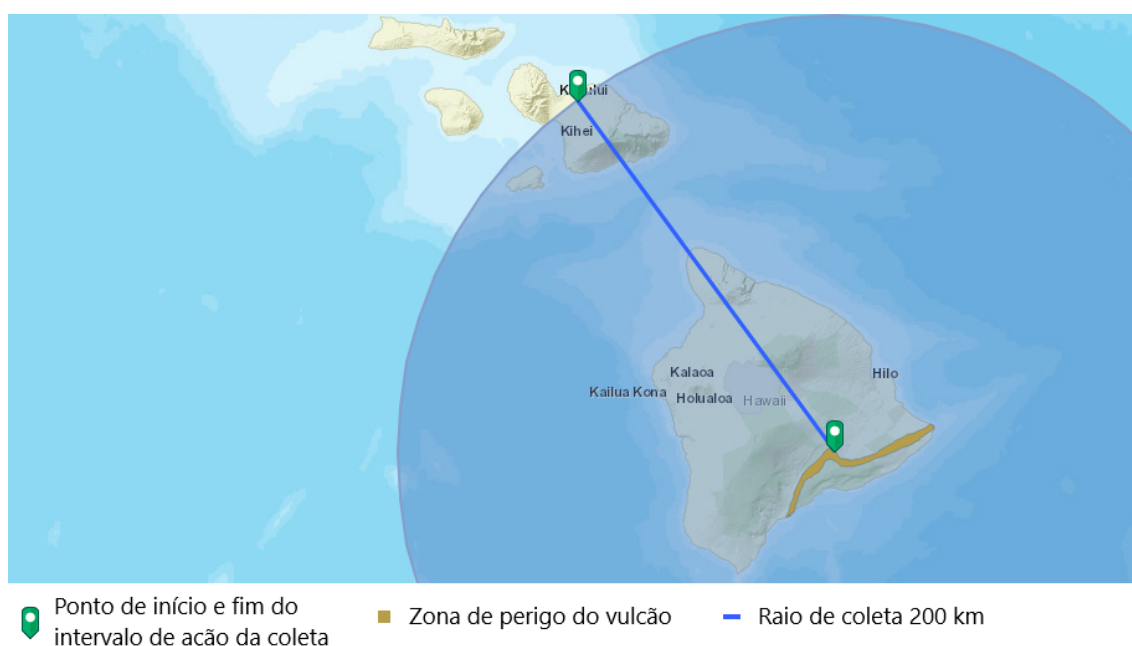 Kihei
Kalaoa
Hilo
Kailua Kona
Holualoa
Hawaii
Ponto de início e fim do
intervalo de ação da coleta
Zona de perigo do vulcão
Raio de coleta 200 km